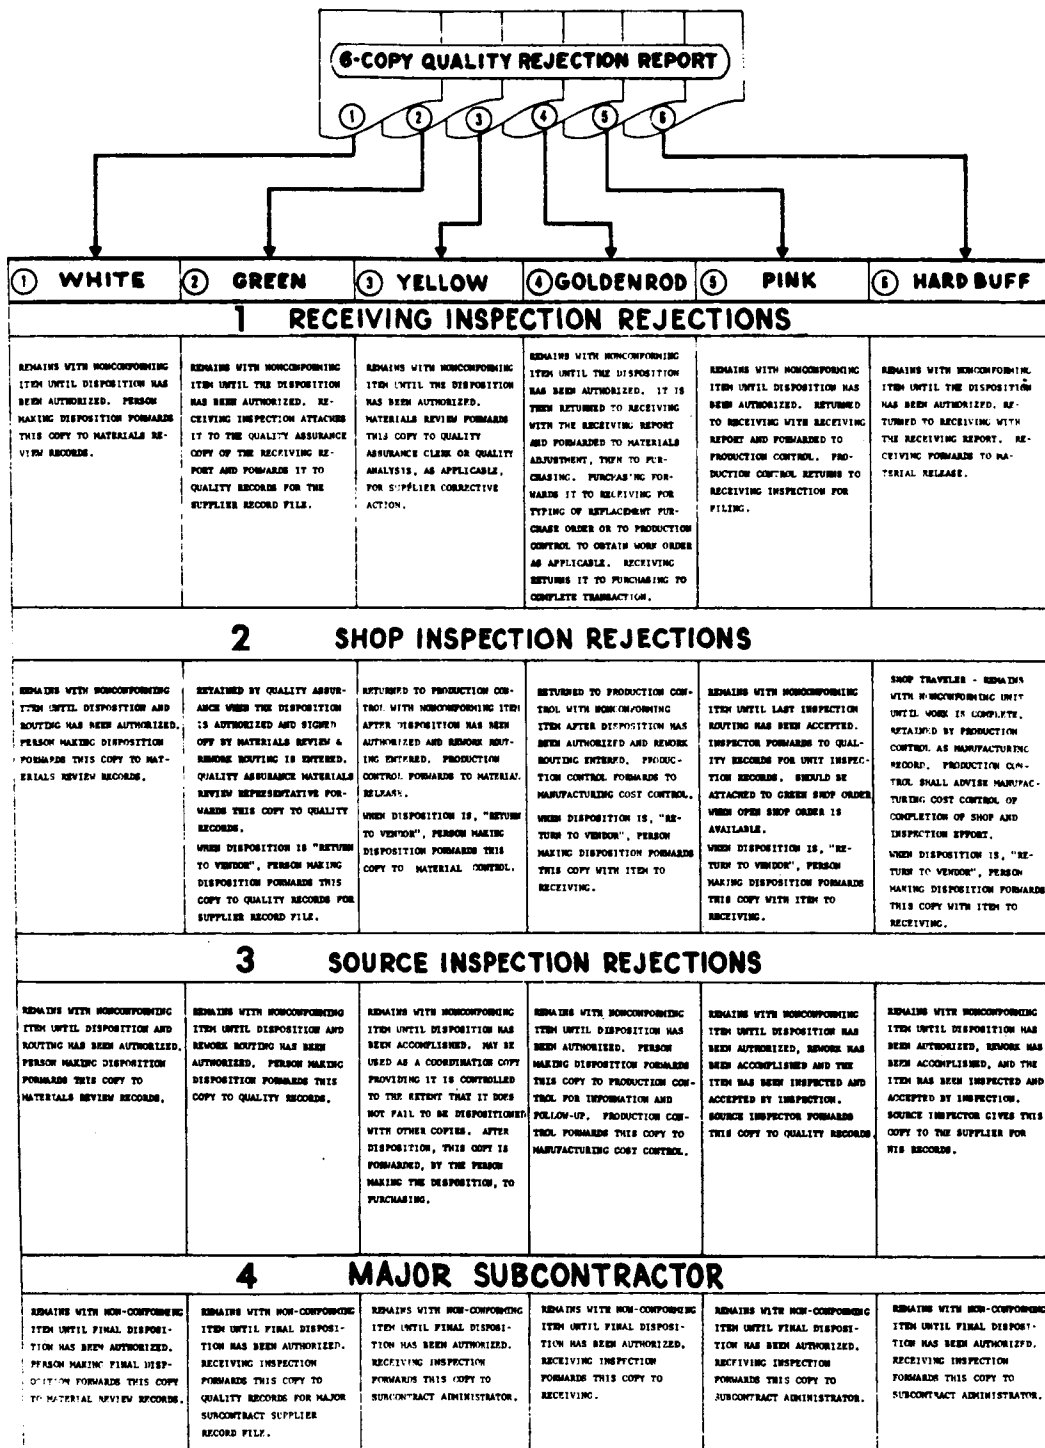 6-COPY QUALITY REJECTION REPORT
1 2 3 4 5 6
1 WHITE
2 GREEN
3 YELLOW
4 GOLDENROD
5 PINK
6 HARD BUFF
1 RECEIVING INSPECTION REJECTIONS
REMAINS WITH NONCONFORMING
ITEM UNTIL DISPOSITION HAS
BEEN AUTHORIZED. PERSON
MAKING DISPOSITION FORWARDS
THIS COPY TO MATERIALS RE-
VIEW RECORDS.
REMAINS WITH NONCONFORMING
ITEM UNTIL THE DISPOSITION
HAS BEEN AUTHORIZED. RE-
CEIVING INSPECTION ATTACHES
IT TO THE QUALITY ASSURANCE
COPY OF THE RECEIVING RE-
PORT AND FORWARDS IT TO
QUALITY RECORDS FOR THE
SUPPLIER RECORD FILE.
REMAINS WITH NONCONFORMING
ITEM UNTIL THE DISPOSITION
HAS BEEN AUTHORIZED.
MATERIALS REVIEW FORWARDS
THIS COPY TO QUALITY
ASSURANCE CLERK OR QUALITY
ANALYSIS, AS APPLICABLE,
FOR SUPPLIER CORRECTIVE
ACTION.
REMAINS WITH NONCONFORMING
ITEM UNTIL THE DISPOSITION
HAS BEEN AUTHORIZED. IT IS
THEN RETURNED TO RECEIVING
WITH THE RECEIVING REPORT
AND FORWARDED TO MATERIALS
ADJUSTMENT, THEN TO PUR-
CHASING. PURCHASING FOR-
WARDS IT TO RECEIVING FOR
TYPING OF REPLACEMENT PUR-
CHASE ORDER OR TO PRODUCTION
CONTROL TO OBTAIN WORK ORDER
AS APPLICABLE. RECEIVING
RETURNS IT TO PURCHASING TO
COMPLETE TRANSACTION.
REMAINS WITH NONCONFORMING
ITEM UNTIL DISPOSITION HAS
BEEN AUTHORIZED. RETURNED
TO RECEIVING WITH RECEIVING
REPORT AND FORWARDED TO
PRODUCTION CONTROL. PRO-
DUCTION CONTROL RETURNS TO
RECEIVING INSPECTION FOR
FILING.
REMAINS WITH NONCONFORMING
ITEM UNTIL THE DISPOSITION
HAS BEEN AUTHORIZED. RE-
TURNED TO RECEIVING WITH
THE RECEIVING REPORT. RE-
CEIVING FORWARDS TO MA-
TERIAL RELEASE.
2 SHOP INSPECTION REJECTIONS
REMAINS WITH NONCONFORMING
ITEM UNTIL DISPOSITION AND
ROUTING HAS BEEN AUTHORIZED.
PERSON MAKING DISPOSITION
FORWARDS THIS COPY TO MAT-
ERIALS REVIEW RECORDS.
RETAINED BY QUALITY ASSUR-
ANCE WHEN THE DISPOSITION
IS AUTHORIZED AND SIGNED
OFF BY MATERIALS REVIEW &
REWORK ROUTING IS ENTERED.
QUALITY ASSURANCE MATERIALS
REVIEW REPRESENTATIVE FOR-
WARDS THIS COPY TO QUALITY
RECORDS.
WHEN DISPOSITION IS "RETURN
TO VENDOR", PERSON MAKING
DISPOSITION FORWARDS THIS
COPY TO QUALITY RECORDS FOR
SUPPLIER RECORD FILE.
RETURNED TO PRODUCTION CON-
TROL WITH NONCONFORMING ITEM
AFTER DISPOSITION HAS BEEN
AUTHORIZED AND REWORK ROUT-
ING ENTERED. PRODUCTION
CONTROL FORWARDS TO MATERIAL
RELEASE.
WHEN DISPOSITION IS, "RETURN
TO VENDOR", PERSON MAKING
DISPOSITION FORWARDS THIS
COPY TO MATERIAL CONTROL.
RETURNED TO PRODUCTION CON-
TROL WITH NONCONFORMING
ITEM AFTER DISPOSITION HAS
BEEN AUTHORIZED AND REWORK
ROUTING ENTERED. PRODUC-
TION CONTROL FORWARDS TO
MANUFACTURING COST CONTROL.
WHEN DISPOSITION IS, "RE-
TURN TO VENDOR", PERSON
MAKING DISPOSITION FORWARDS
THIS COPY WITH ITEM TO
RECEIVING.
REMAINS WITH NONCONFORMING
ITEM UNTIL LAST INSPECTION
ROUTING HAS BEEN ACCEPTED.
INSPECTOR FORWARDS TO QUAL-
ITY RECORDS FOR UNIT INSPEC-
TION RECORDS. SHOULD BE
ATTACHED TO GREEN SHOP ORDER
WHEN OPEN SHOP ORDER IS
AVAILABLE.
WHEN DISPOSITION IS, "RE-
TURN TO VENDOR", PERSON
MAKING DISPOSITION FORWARDS
THIS COPY WITH ITEM TO
RECEIVING.
SHOP TRAVELER - REMAINS
WITH NONCONFORMING UNIT
UNTIL WORK IS COMPLETE.
RETAINED BY PRODUCTION
CONTROL AS MANUFACTURING
RECORD. PRODUCTION CON-
TROL SHALL ADVISE MANUFAC-
TURING COST CONTROL OF
COMPLETION OF SHOP AND
INSPECTION EFFORT.
WHEN DISPOSITION IS, "RE-
TURN TO VENDOR", PERSON
MAKING DISPOSITION FORWARDS
THIS COPY WITH ITEM TO
RECEIVING.
3 SOURCE INSPECTION REJECTIONS
REMAINS WITH NONCONFORMING
ITEM UNTIL DISPOSITION AND
ROUTING HAS BEEN AUTHORIZED.
PERSON MAKING DISPOSITION
FORWARDS THIS COPY TO
MATERIALS REVIEW RECORDS.
REMAINS WITH NONCONFORMING
ITEM UNTIL DISPOSITION AND
REWORK ROUTING HAS BEEN
AUTHORIZED. PERSON MAKING
DISPOSITION FORWARDS THIS
COPY TO QUALITY RECORDS.
REMAINS WITH NONCONFORMING
ITEM UNTIL DISPOSITION HAS
BEEN ACCOMPLISHED. MAY BE
USED AS A COORDINATION COPY
PROVIDING IT IS CONTROLLED
TO THE EXTENT THAT IT DOES
NOT FAIL TO BE DISPOSITIONED
WITH OTHER COPIES. AFTER
DISPOSITION, THIS COPY IS
FORWARDED, BY THE PERSON
MAKING THE DISPOSITION, TO
PURCHASING.
REMAINS WITH NONCONFORMING
ITEM UNTIL DISPOSITION HAS
BEEN AUTHORIZED. PERSON
MAKING DISPOSITION FORWARDS
THIS COPY TO PRODUCTION CON-
TROL FOR INFORMATION AND
FOLLOW-UP. PRODUCTION CON-
TROL FORWARDS THIS COPY TO
MANUFACTURING COST CONTROL.
REMAINS WITH NONCONFORMING
ITEM UNTIL DISPOSITION HAS
BEEN AUTHORIZED, REWORK HAS
BEEN ACCOMPLISHED AND THE
ITEM HAS BEEN INSPECTED AND
ACCEPTED BY INSPECTION.
SOURCE INSPECTOR FORWARDS
THIS COPY TO QUALITY RECORDS
REMAINS WITH NONCONFORMING
ITEM UNTIL DISPOSITION HAS
BEEN AUTHORIZED, REWORK HAS
BEEN ACCOMPLISHED, AND THE
ITEM HAS BEEN INSPECTED AND
ACCEPTED BY INSPECTION.
SOURCE INSPECTOR GIVES THIS
COPY TO THE SUPPLIER FOR
HIS RECORDS.
4 MAJOR SUBCONTRACTOR
REMAINS WITH NON-CONFORMING
ITEM UNTIL FINAL DISPOSI-
TION HAS BEEN AUTHORIZED.
PERSON MAKING FINAL DISP-
OSITION FORWARDS THIS COPY
TO MATERIAL REVIEW RECORDS.
REMAINS WITH NON-CONFORMING
ITEM UNTIL FINAL DISPOSI-
TION HAS BEEN AUTHORIZED.
RECEIVING INSPECTION
FORWARDS THIS COPY TO
QUALITY RECORDS FOR MAJOR
SUBCONTRACT SUPPLIER
RECORD FILE.
REMAINS WITH NON-CONFORMING
ITEM UNTIL FINAL DISPOSI-
TION HAS BEEN AUTHORIZED.
RECEIVING INSPECTION
FORWARDS THIS COPY TO
SUBCONTRACT ADMINISTRATOR.
REMAINS WITH NON-CONFORMING
ITEM UNTIL FINAL DISPOSI-
TION HAS BEEN AUTHORIZED.
RECEIVING INSPECTION
FORWARDS THIS COPY TO
RECEIVING.
REMAINS WITH NON-CONFORMING
ITEM UNTIL FINAL DISPOSI-
TION HAS BEEN AUTHORIZED.
RECEIVING INSPECTION
FORWARDS THIS COPY TO
SUBCONTRACT ADMINISTRATOR.
REMAINS WITH NON-CONFORMING
ITEM UNTIL FINAL DISPOSI-
TION HAS BEEN AUTHORIZED.
RECEIVING INSPECTION
FORWARDS THIS COPY TO
SUBCONTRACT ADMINISTRATOR.